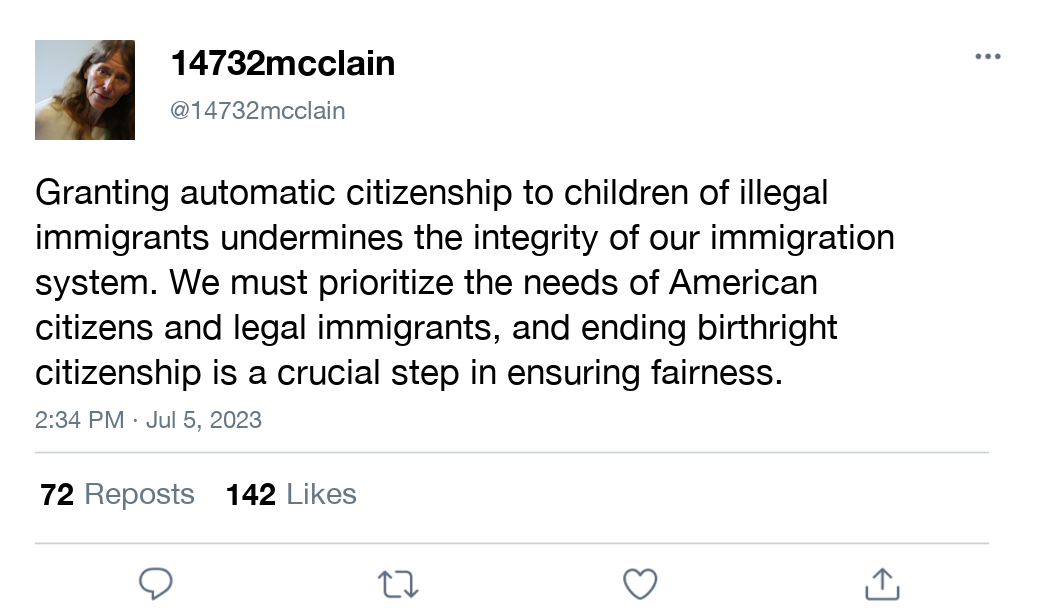 14732mcclain
@14732mcclain
Granting automatic citizenship to children of illegal
immigrants undermines the integrity of our immigration
system. We must prioritize the needs of American
citizens and legal immigrants, and ending birthright
citizenship is a crucial step in ensuring fairness.
2:34 PM · Jul 5, 2023
72 Reposts 142 Likes